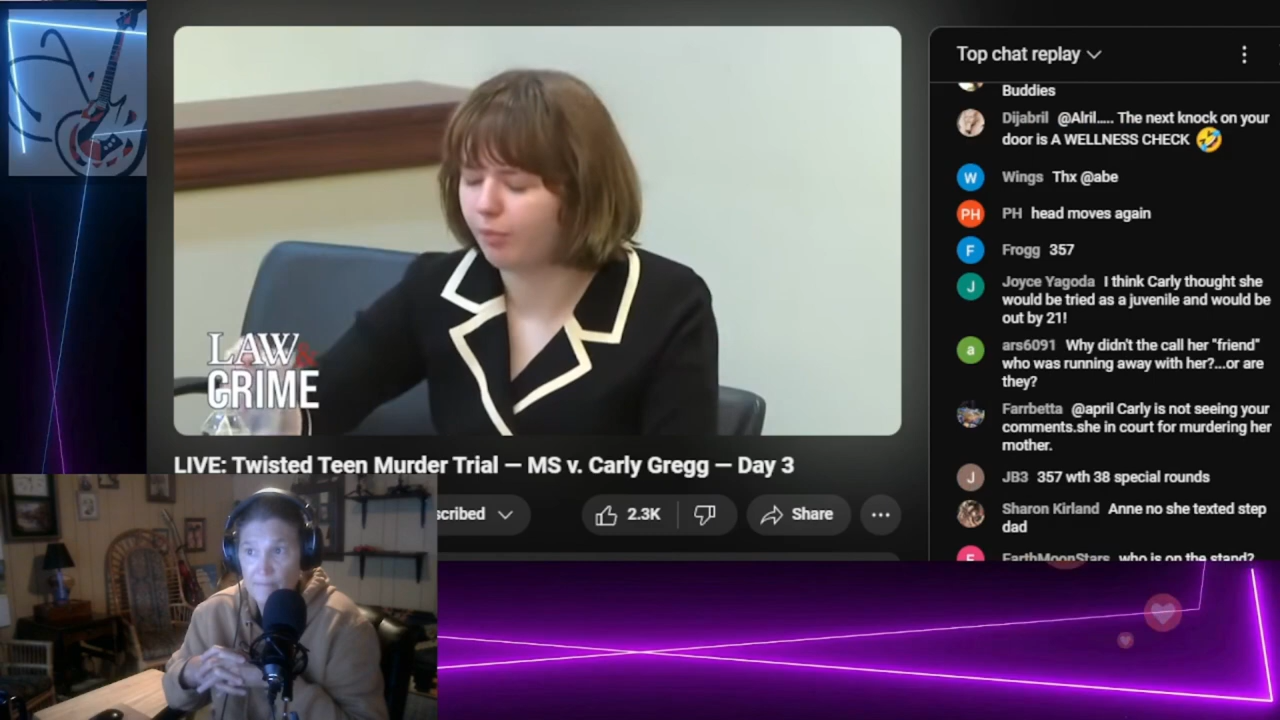 LAW&
CRIME
LIVE: Twisted Teen Murder Trial — MS v. Carly Gregg — Day 3
scribed
2.3K
Share
Top chat replay
Buddies
Dijabril @Alril..... The next knock on your
door is A WELLNESS CHECK 🤣
W
Wings Thx @abe
PH
PH head moves again
F
Frogg 357
J
Joyce Yagoda I think Carly thought she
would be tried as a juvenile and would be
out by 21!
a
ars6091 Why didn't the call her "friend"
who was running away with her?...or are
they?
Farrbetta @april Carly is not seeing your
comments.she in court for murdering her
mother.
J
JB3 357 wth 38 special rounds
Sharon Kirland Anne no she texted step
dad
EarthMoonStars who is on the stand?